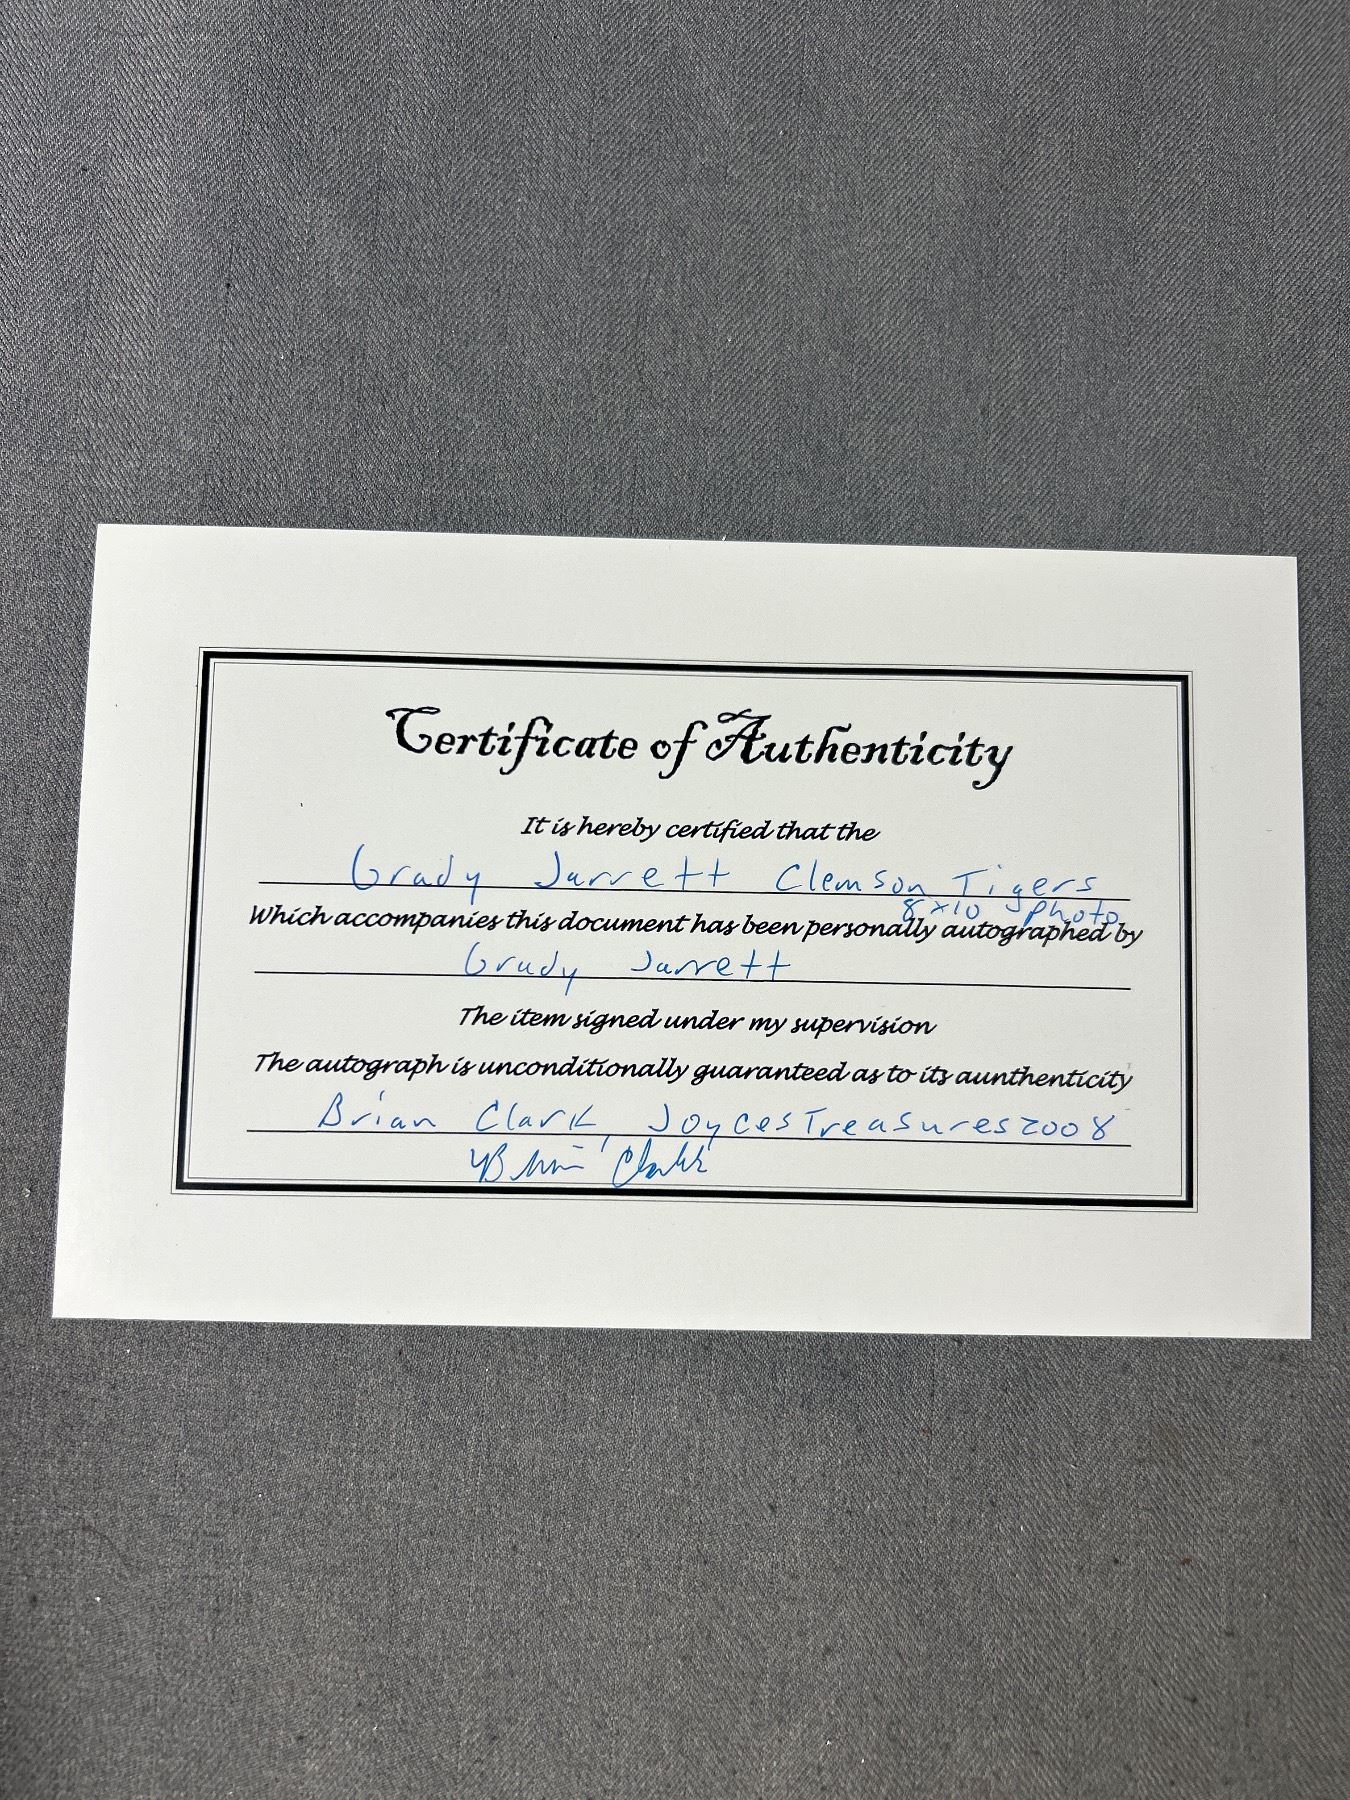 Certificate of Authenticity
It is hereby certified that the
Grady Jarrett Clemson Tigers
8x10 photo
Which accompanies this document has been personally autographed by
Grady Jarrett
The item signed under my supervision
The autograph is unconditionally guaranteed as to its aunthenticity
Brian Clark, JoycesTreasures2008
Brian Clark